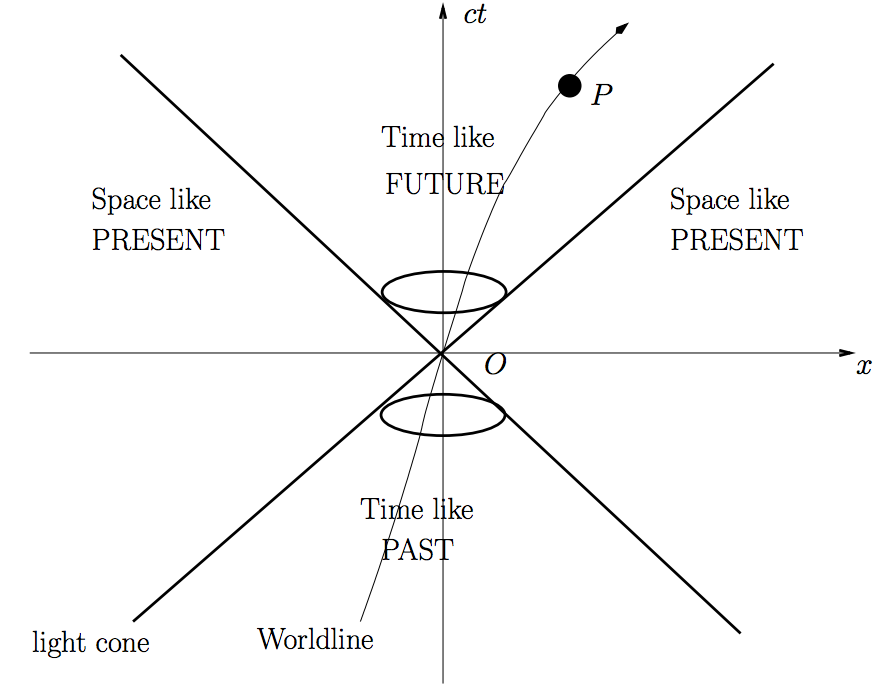 ct
P
Time like
FUTURE
Space like
PRESENT
Space like
PRESENT
O
x
Time like
PAST
Worldline
light cone